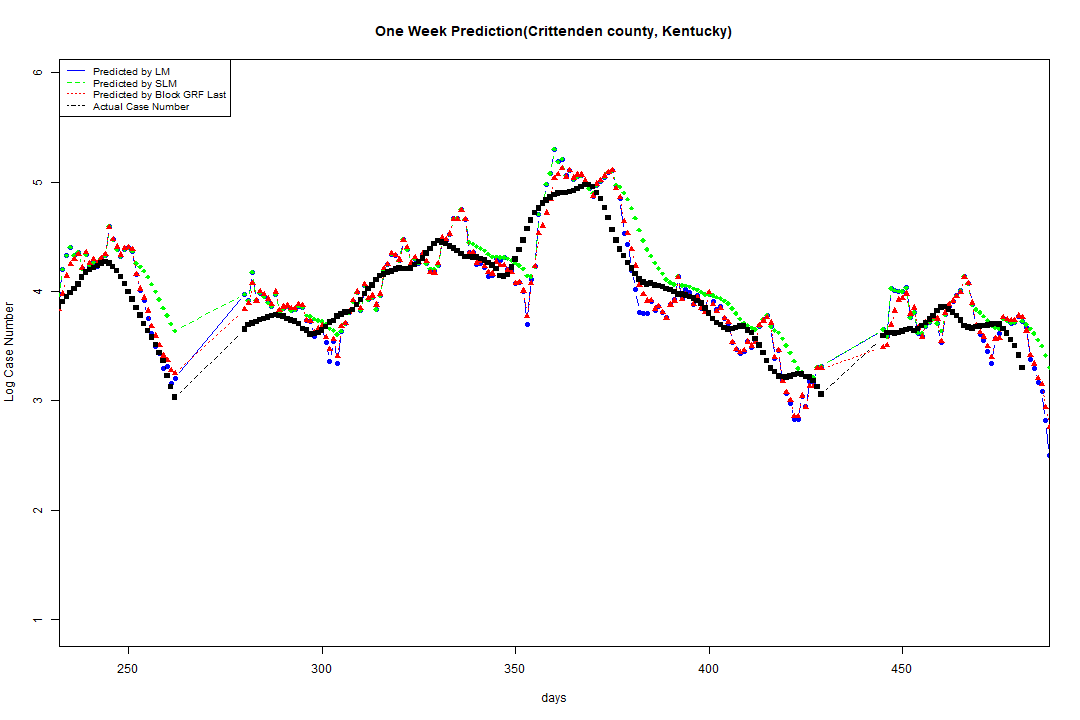 One Week Prediction(Crittenden county, Kentucky)
Predicted by LM
Predicted by SLM
Predicted by Block GRF Last
Actual Case Number
6
5
4
3
2
1
Log Case Number
250 300 350 400 450
days